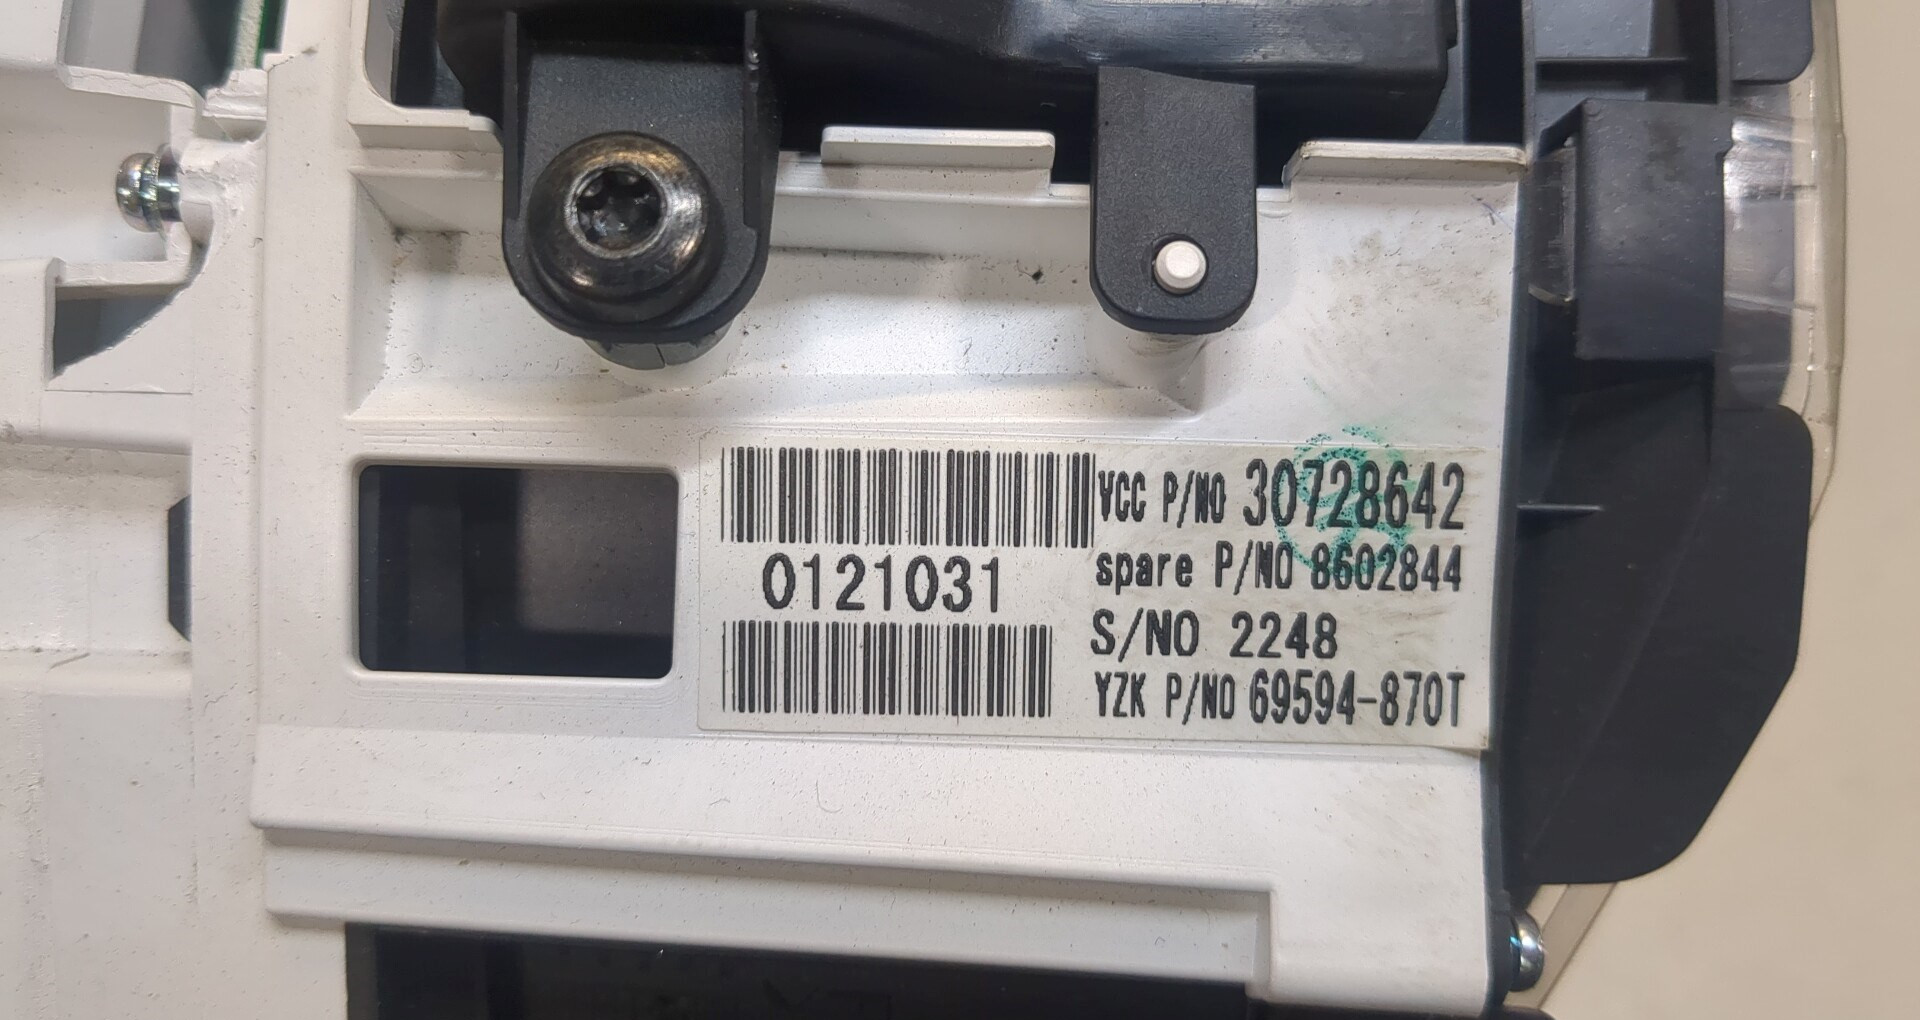 VCC P/NO 30728642
spare P/NO 8602844
0121031
S/NO 2248
YZK P/NO 69594-870T